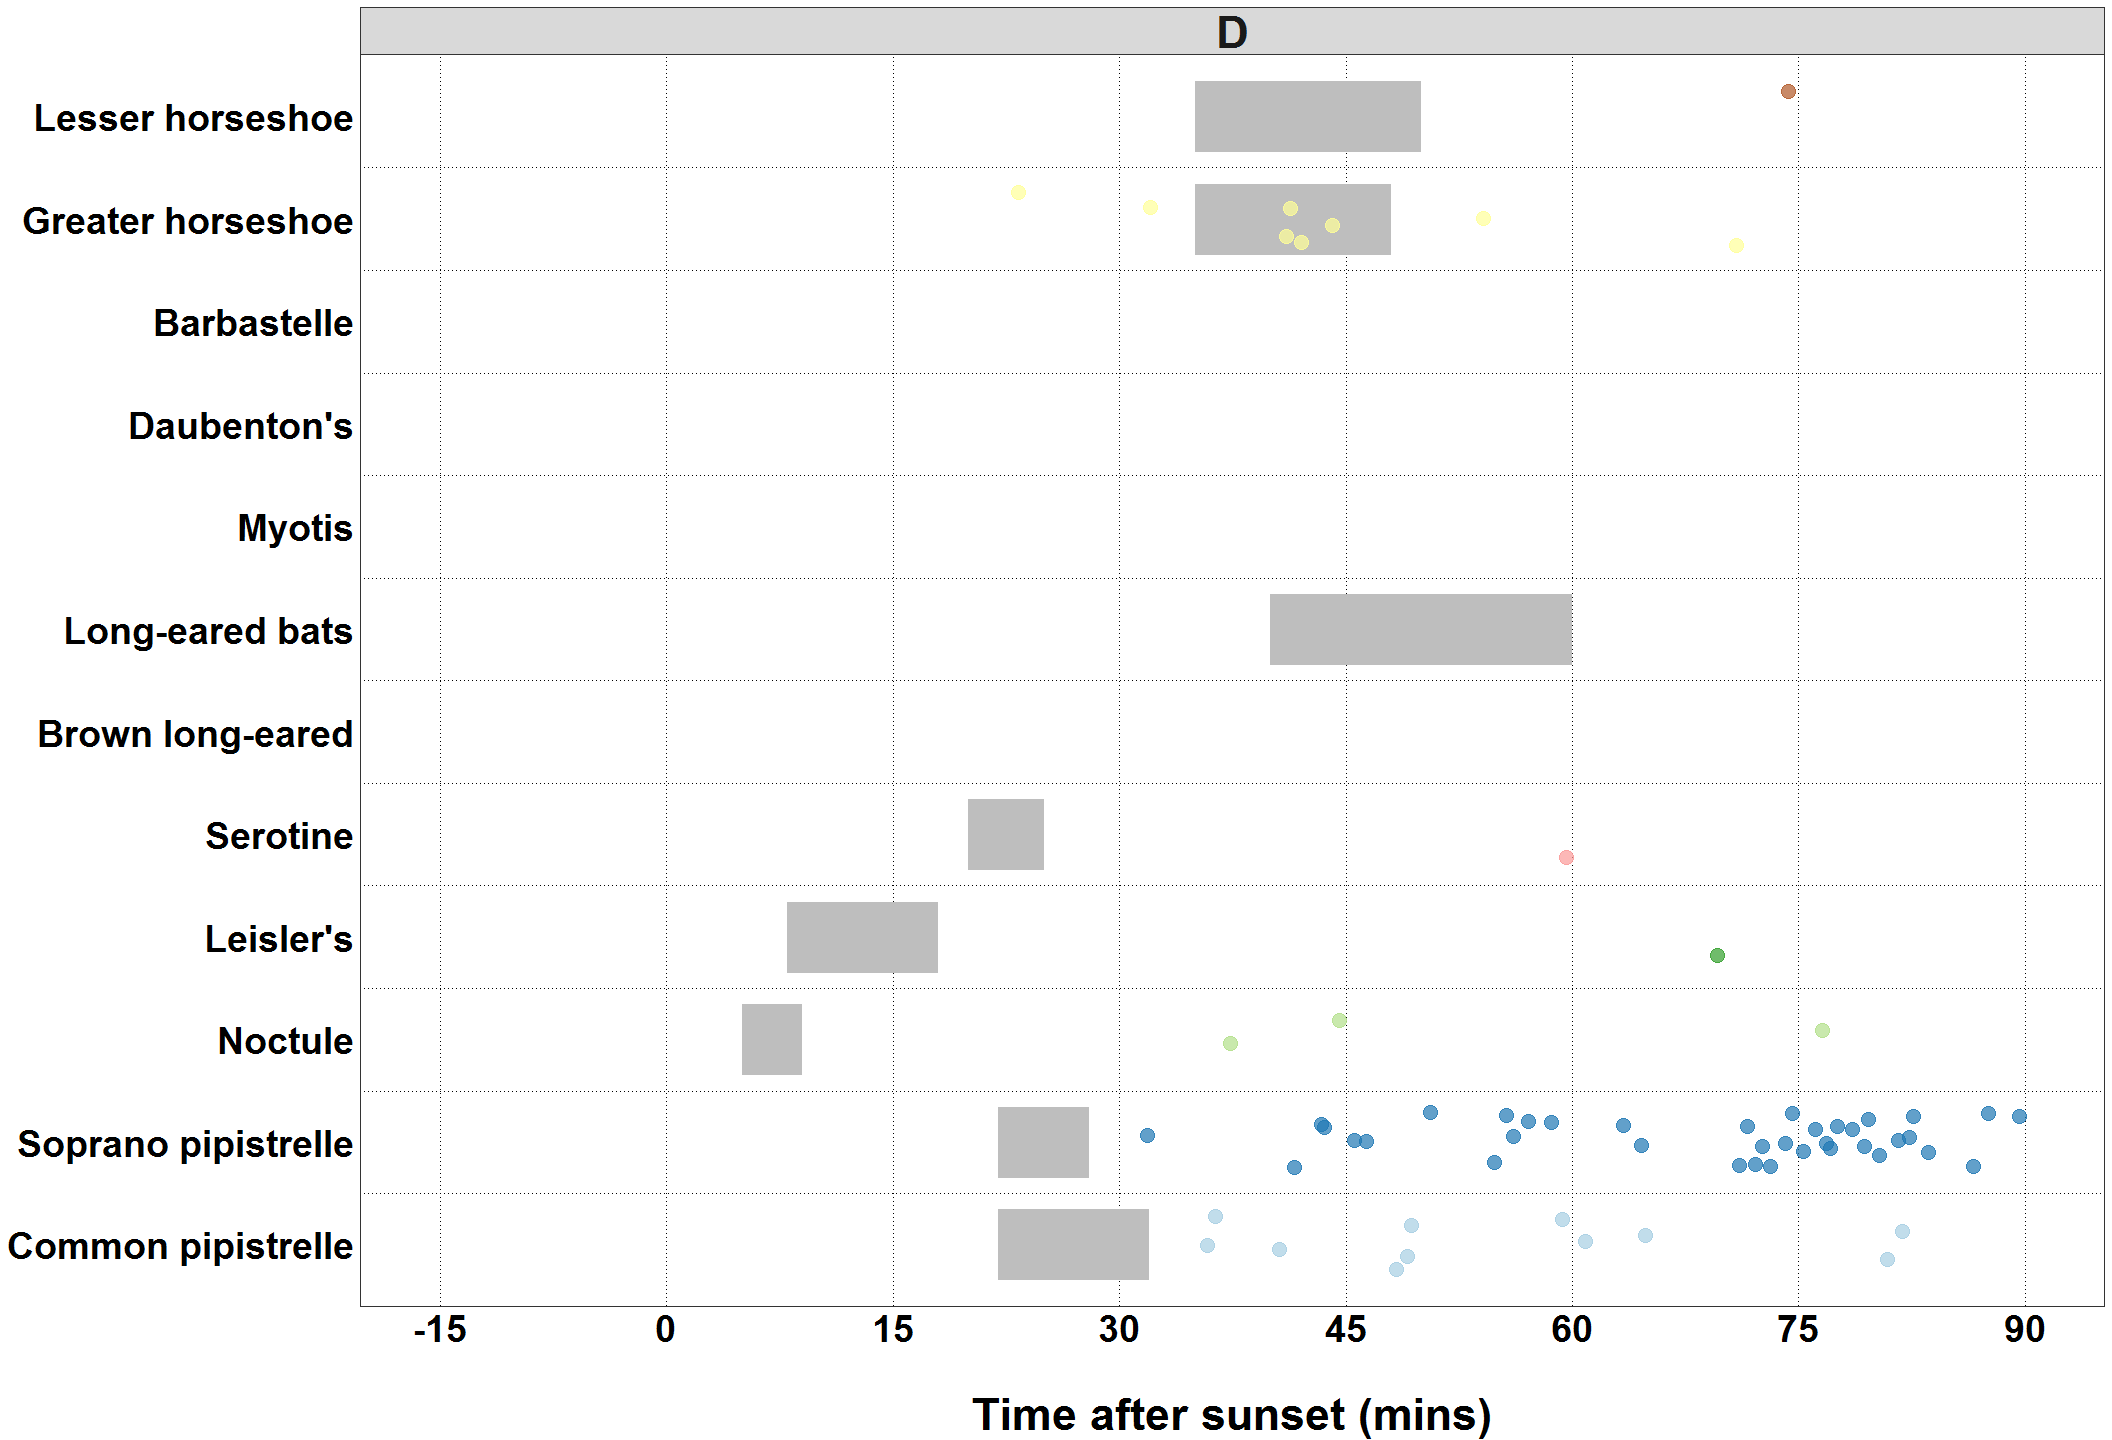 D
Lesser horseshoe
Greater horseshoe
Barbastelle
Daubenton's
Myotis
Long-eared bats
Brown long-eared
Serotine
Leisler's
Noctule
Soprano pipistrelle
Common pipistrelle
-15 0 15 30 45 60 75 90
Time after sunset (mins)